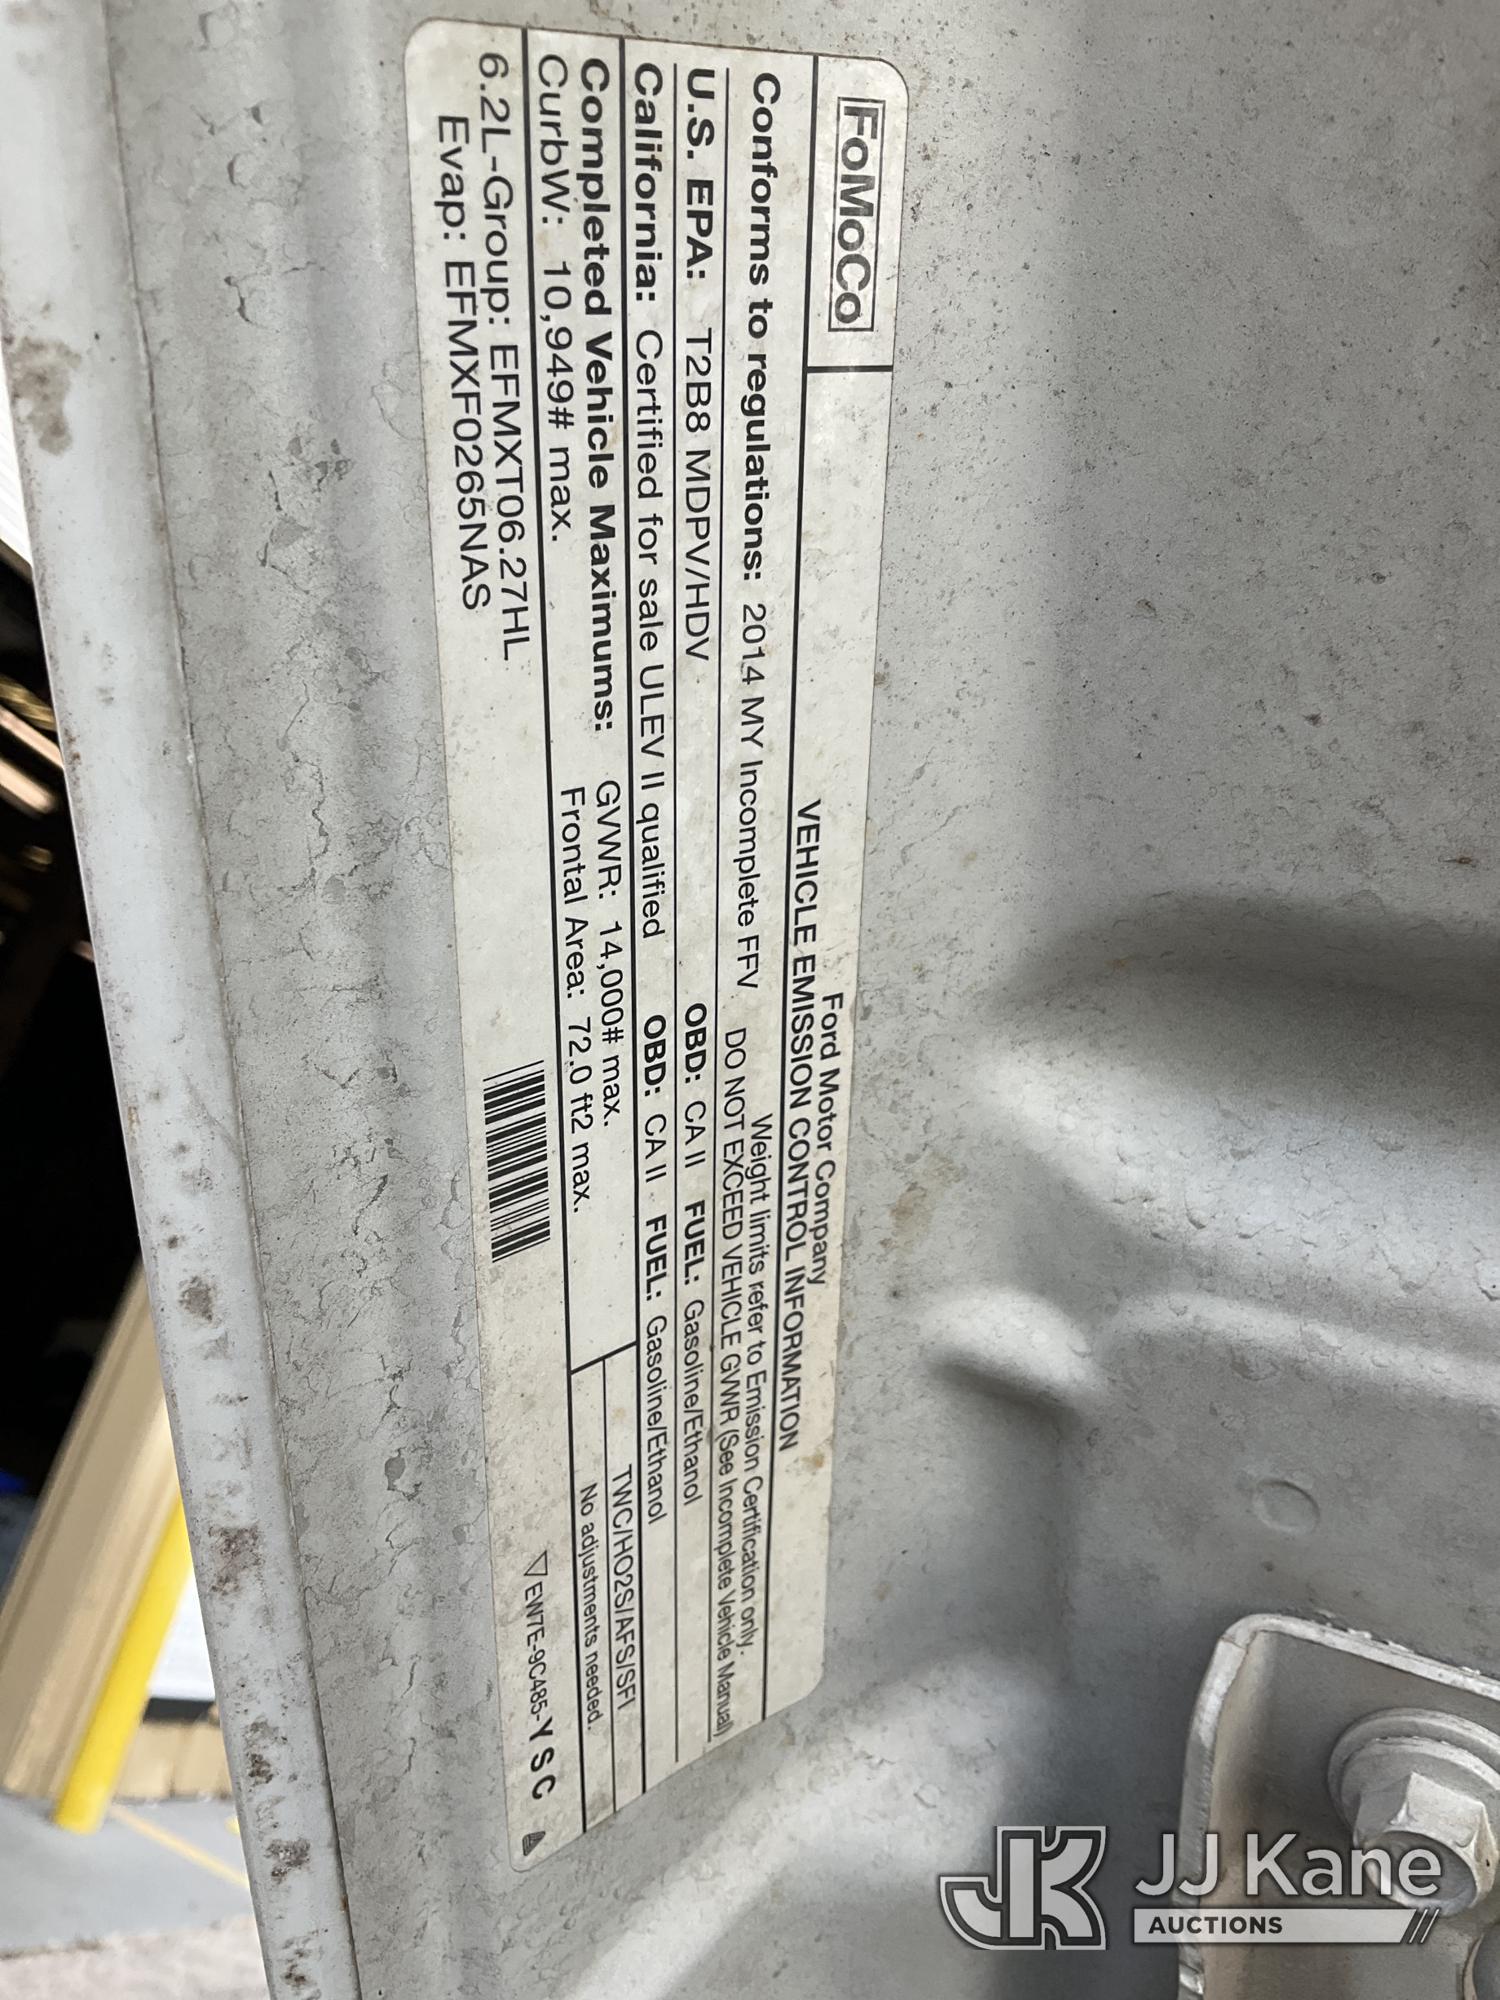 FoMoCo
Ford Motor Company
VEHICLE EMISSION CONTROL INFORMATION
Conforms to regulations: 2014 MY Incomplete FFV
Weight limits refer to Emission Certification only.
DO NOT EXCEED VEHICLE GVWR (See Incomplete Vehicle Manual)
U.S. EPA: T2B8 MDPV/HDV OBD: CA II FUEL: Gasoline/Ethanol
California: Certified for sale ULEV II qualified OBD: CA II FUEL: Gasoline/Ethanol
Completed Vehicle Maximums: GVWR: 14,000# max.
CurbW: 10,949# max. Frontal Area: 72.0 ft2 max.
TWC/HO2S/AFS/SFI
No adjustments needed.
6.2L-Group: EFMXT06.27HL
Evap: EFMXF0265NAS
EW7E-9C485-Y S C
JK JJ Kane
AUCTIONS